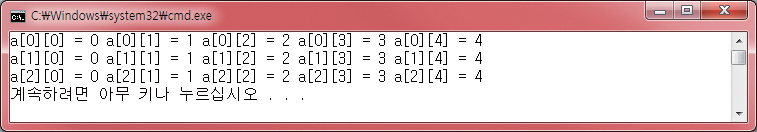 C:₩Windows₩system32₩cmd.exe
a[0][0] = 0 a[0][1] = 1 a[0][2] = 2 a[0][3] = 3 a[0][4] = 4
a[1][0] = 0 a[1][1] = 1 a[1][2] = 2 a[1][3] = 3 a[1][4] = 4
a[2][0] = 0 a[2][1] = 1 a[2][2] = 2 a[2][3] = 3 a[2][4] = 4
계속하려면 아무 키나 누르십시오 . . .